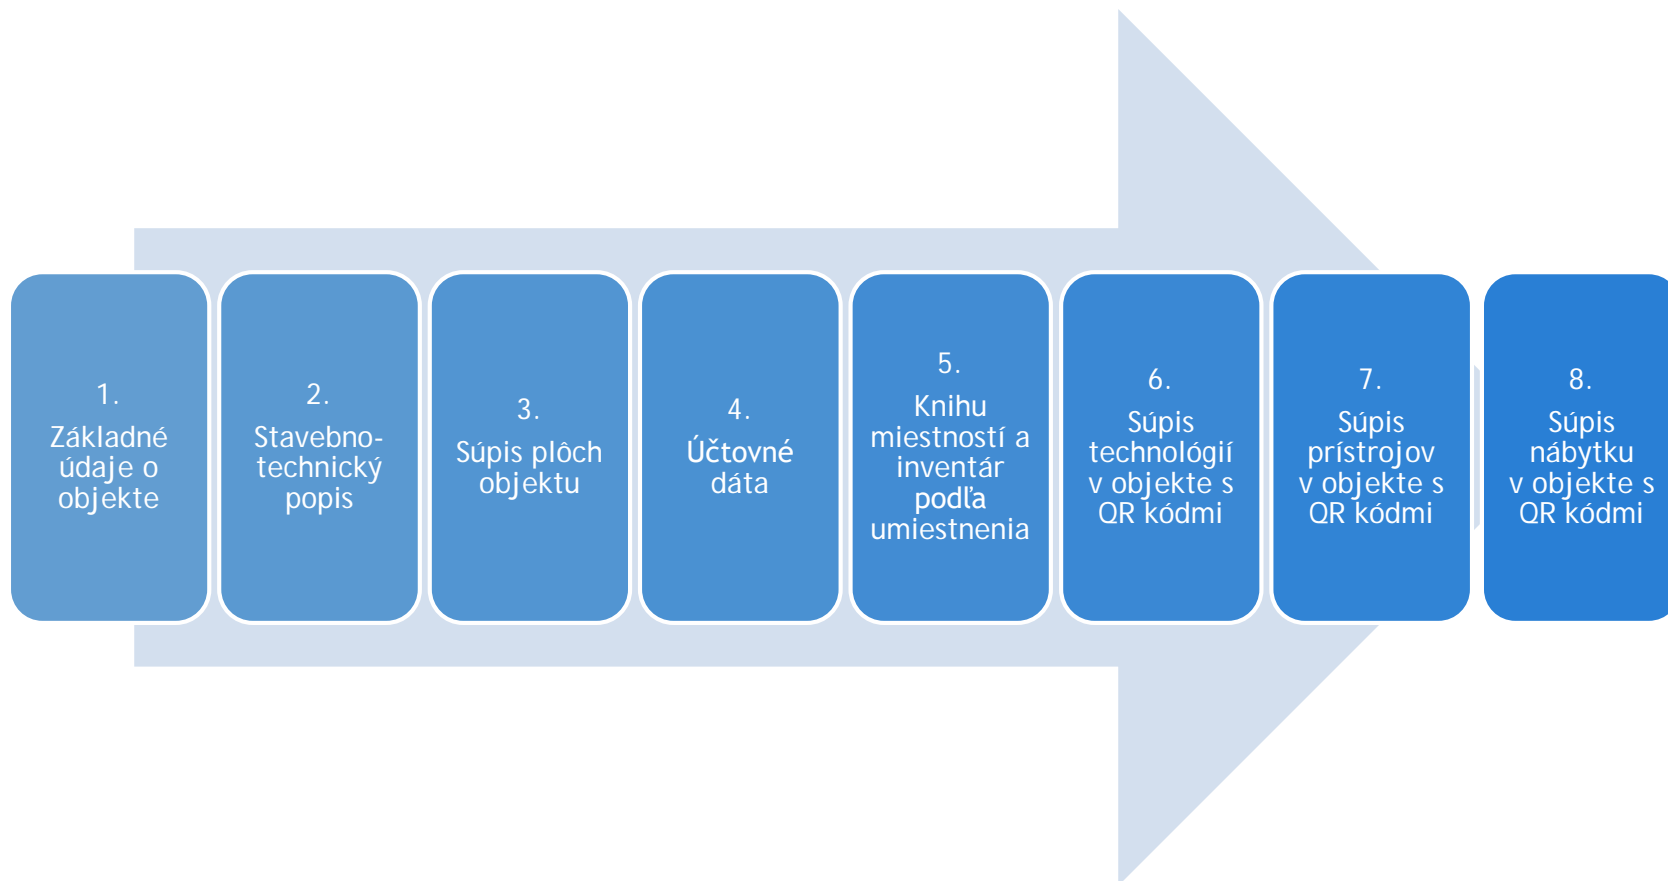 1.
Základné
údaje o
objekte
2.
Stavebno-
technický
popis
3.
Súpis plôch
objektu
4.
Účtovné
dáta
5.
Knihu
miestností a
inventár
podľa
umiestnenia
6.
Súpis
technológií
v objekte s
QR kódmi
7.
Súpis
prístrojov
v objekte s
QR kódmi
8.
Súpis
nábytku
v objekte s
QR kódmi